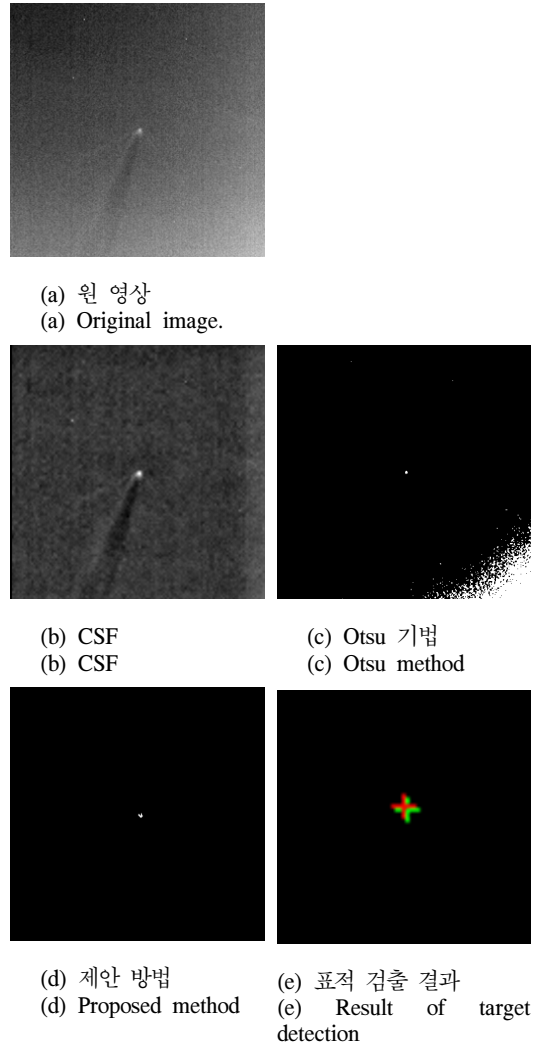 (a) 원 영상
(a) Original image.
(b) CSF
(b) CSF
(c) Otsu 기법
(c) Otsu method
(d) 제안 방법
(d) Proposed method
(e) 표적 검출 결과
(e) Result of target
detection